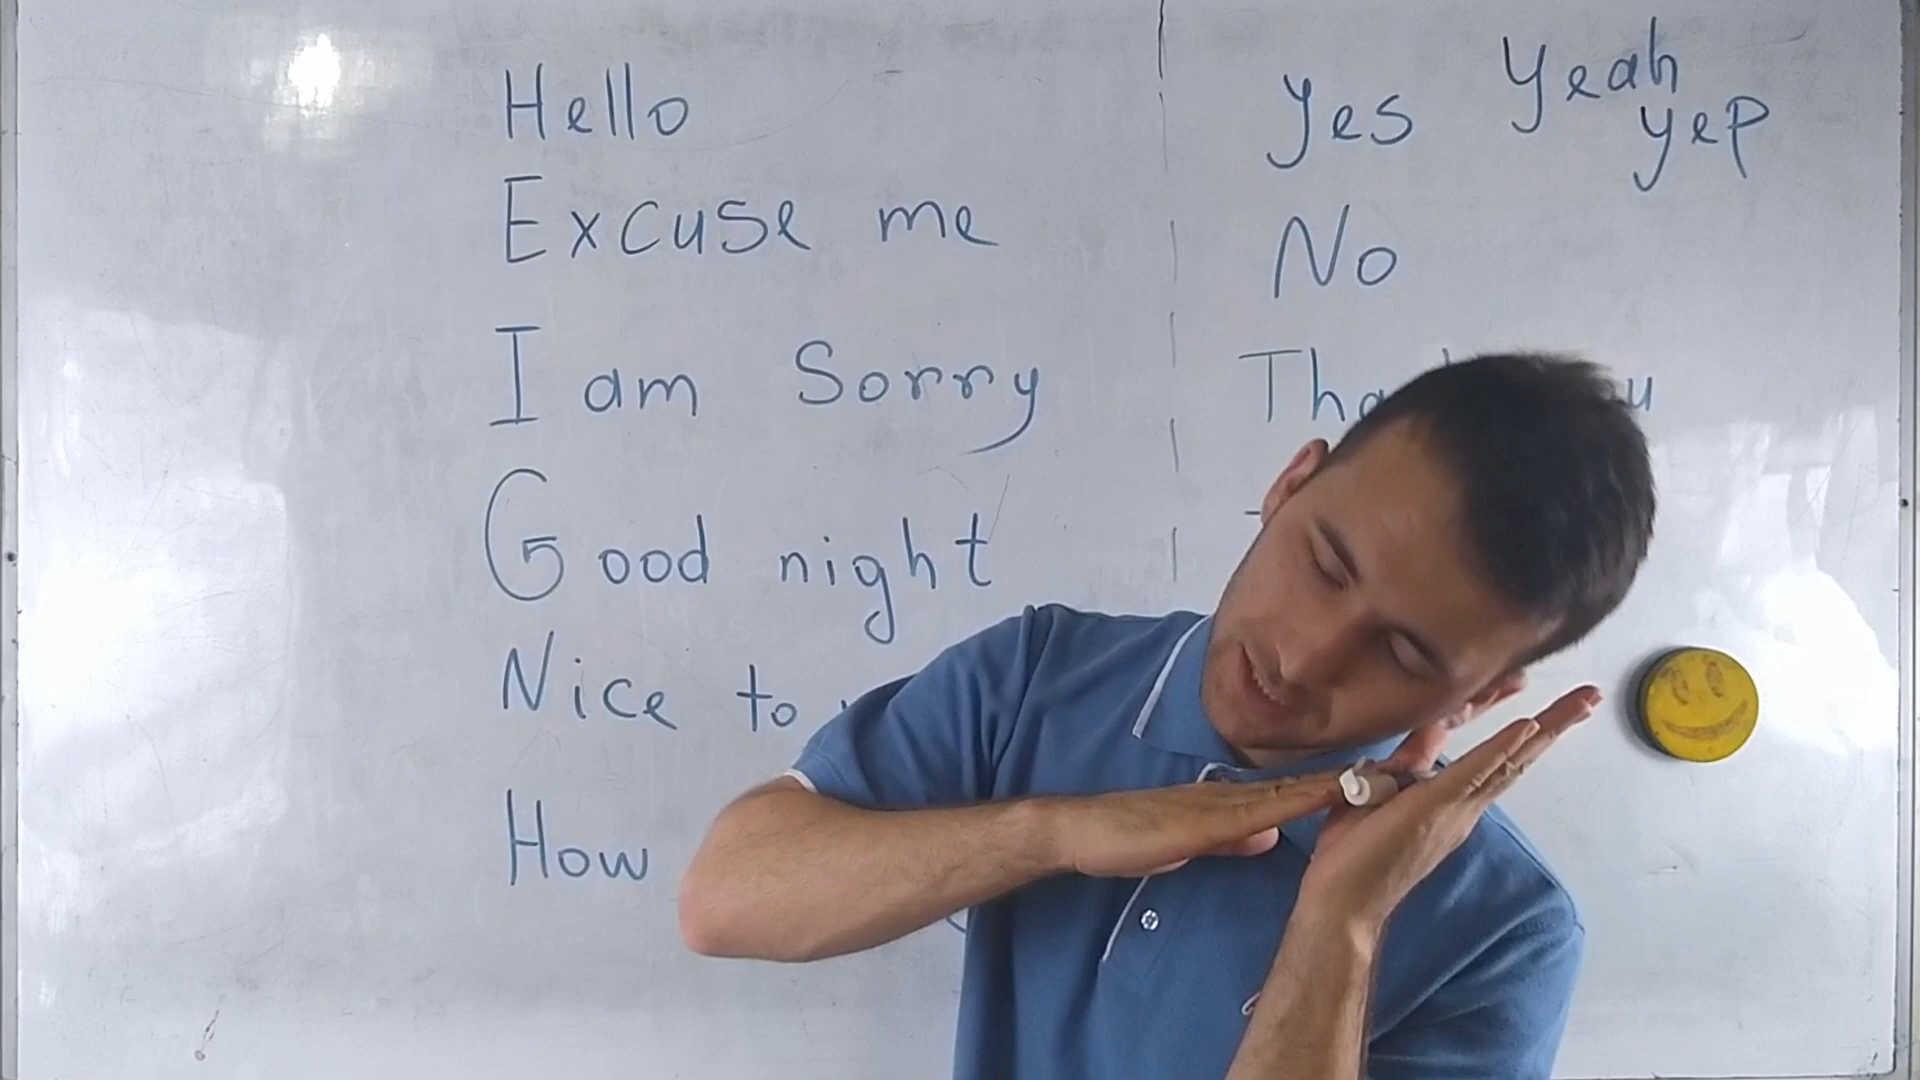 Hello
Excuse me
I am Sorry
Good night
Nice to
How
Yes Yeah
yep
No